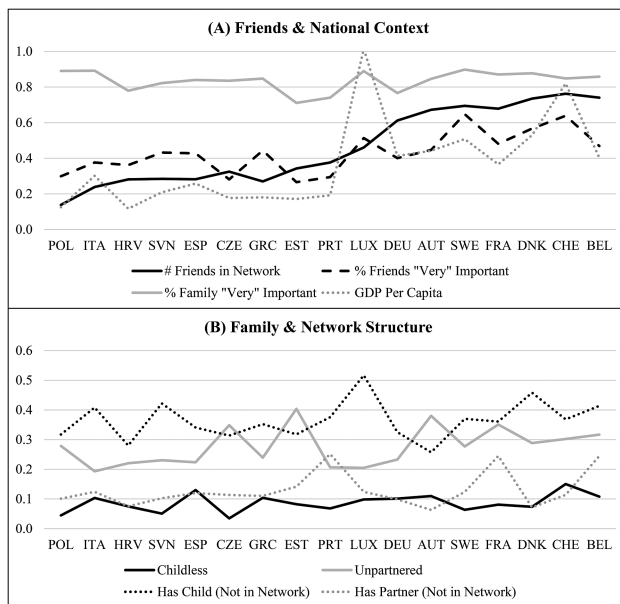 (A) Friends & National Context
1.0
0.8
0.6
0.4
0.2
0.0
POL ITA HRV SVN ESP CZE GRC EST PRT LUX DEU AUT SWE FRA DNK CHE BEL
# Friends in Network % Friends "Very" Important
% Family "Very" Important GDP Per Capita
(B) Family & Network Structure
0.6
0.5
0.4
0.3
0.2
0.1
0.0
POL ITA HRV SVN ESP CZE GRC EST PRT LUX DEU AUT SWE FRA DNK CHE BEL
Childless Unpartnered
Has Child (Not in Network) Has Partner (Not in Network)